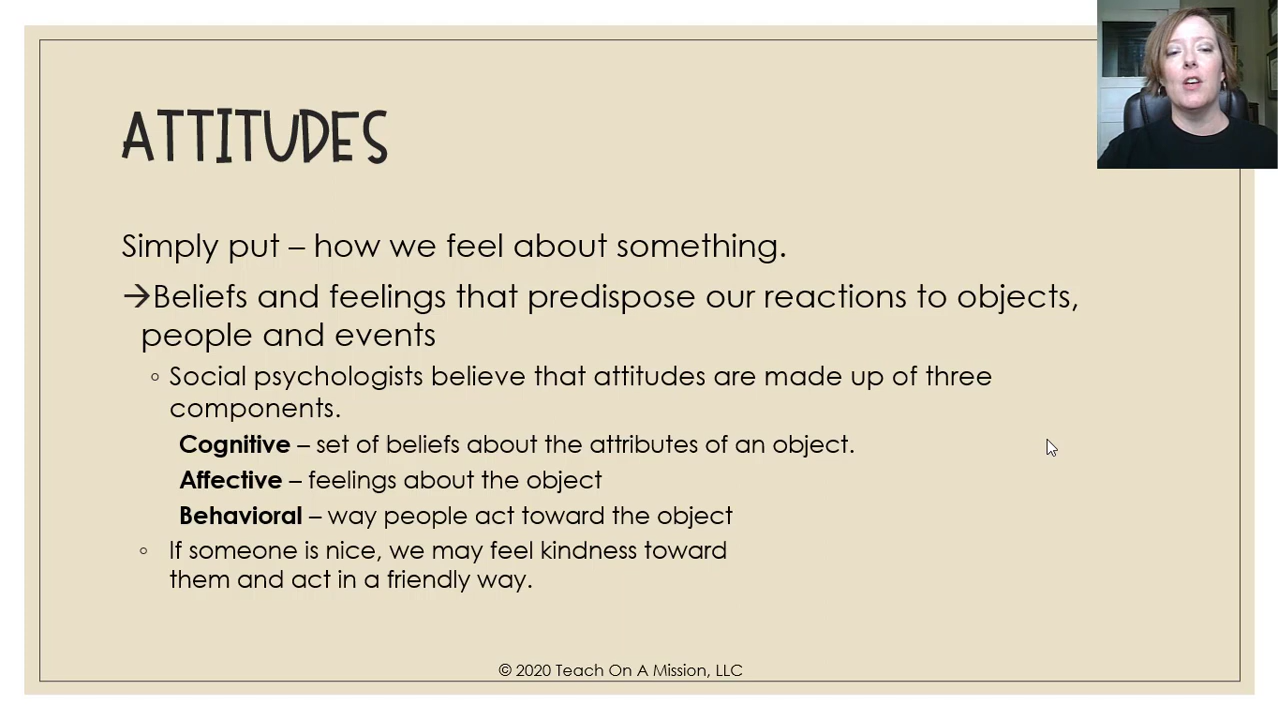 ATTITUDES
Simply put – how we feel about something.
→Beliefs and feelings that predispose our reactions to objects,
people and events
◦ Social psychologists believe that attitudes are made up of three
components.
Cognitive – set of beliefs about the attributes of an object.
Affective – feelings about the object
Behavioral – way people act toward the object
◦ If someone is nice, we may feel kindness toward
them and act in a friendly way.
© 2020 Teach On A Mission, LLC